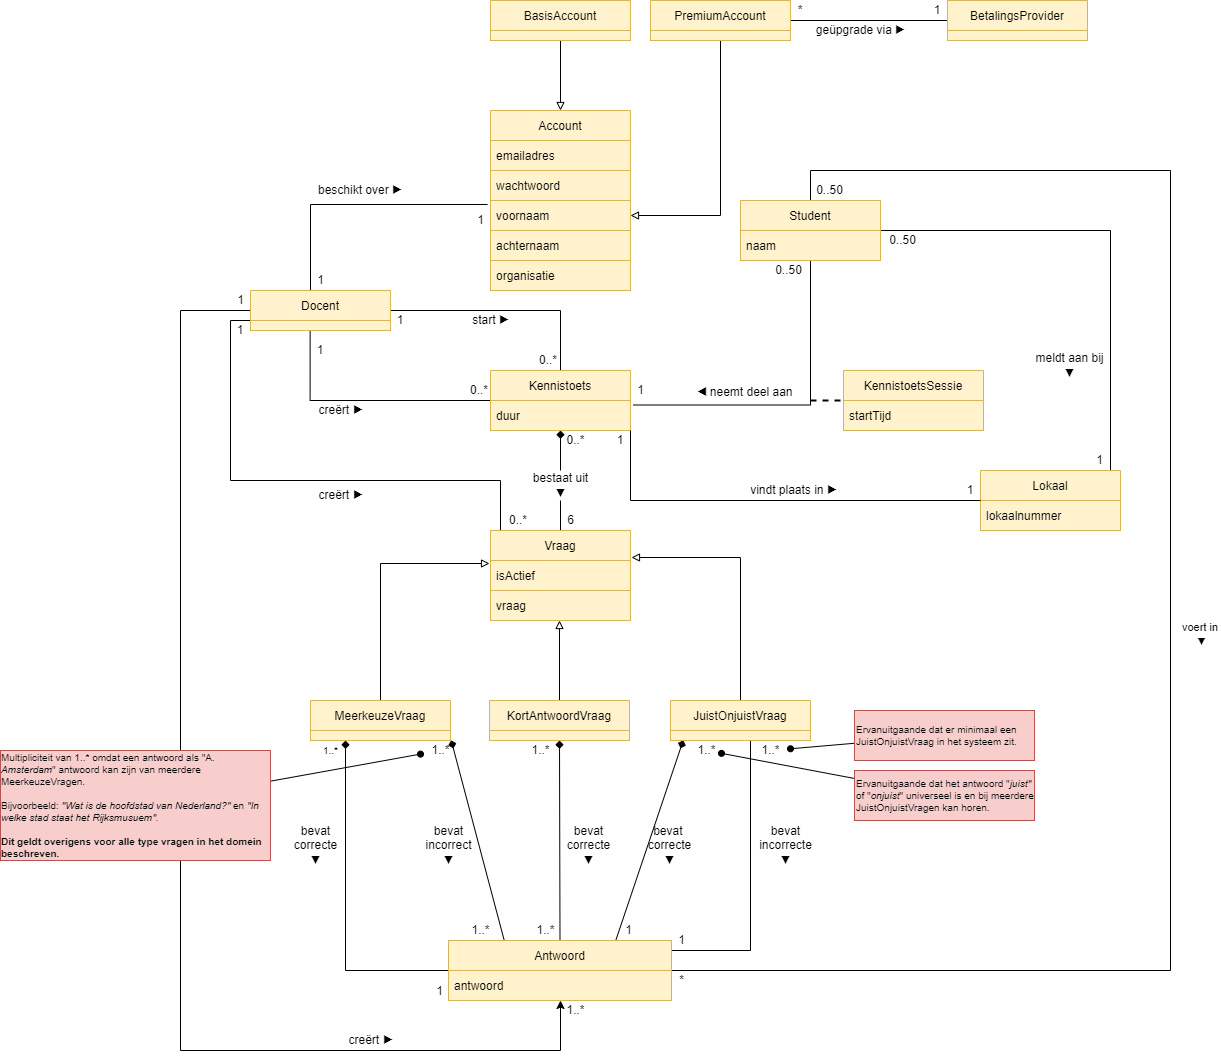 BasisAccount
PremiumAccount
*
1
BetalingsProvider
geüpgrade via ►
Account
emailadres
wachtwoord
voornaam
achternaam
organisatie
beschikt over ►
1
1
0..50
Student
naam
0..50
0..50
1
Docent
1
1
1
start ►
0..*
meldt aan bij
▼
Kennistoets
duur
0..*
creërt ►
1
◄ neemt deel aan
KennistoetsSessie
startTijd
0..*
1
1
bestaat uit
▼
creërt ►
vindt plaats in ►
1
Lokaal
lokaalnummer
0..*
6
Vraag
isActief
vraag
voert in
▼
MeerkeuzeVraag
KortAntwoordVraag
JuistOnjuistVraag
1..*
1..*
1..*
1..*
1..*
Ervanuitgaande dat er minimaal een
JuistOnjuistVraag in het systeem zit.
Multipliciteit van 1..* omdat een antwoord als "A.
Amsterdam" antwoord kan zijn van meerdere
MeerkeuzeVragen.
Bijvoorbeeld: "Wat is de hoofdstad van Nederland?" en "In
welke stad staat het Rijksmusuem".
Dit geldt overigens voor alle type vragen in het domein
beschreven.
Ervanuitgaande dat het antwoord "juist"
of "onjuist" universeel is en bij meerdere
JuistOnjuistVragen kan horen.
bevat
correcte
▼
bevat
incorrect
▼
bevat
correcte
▼
bevat
correcte
▼
bevat
incorrecte
▼
1..*
1..*
1
1
Antwoord
antwoord
1
*
1..*
creërt ►